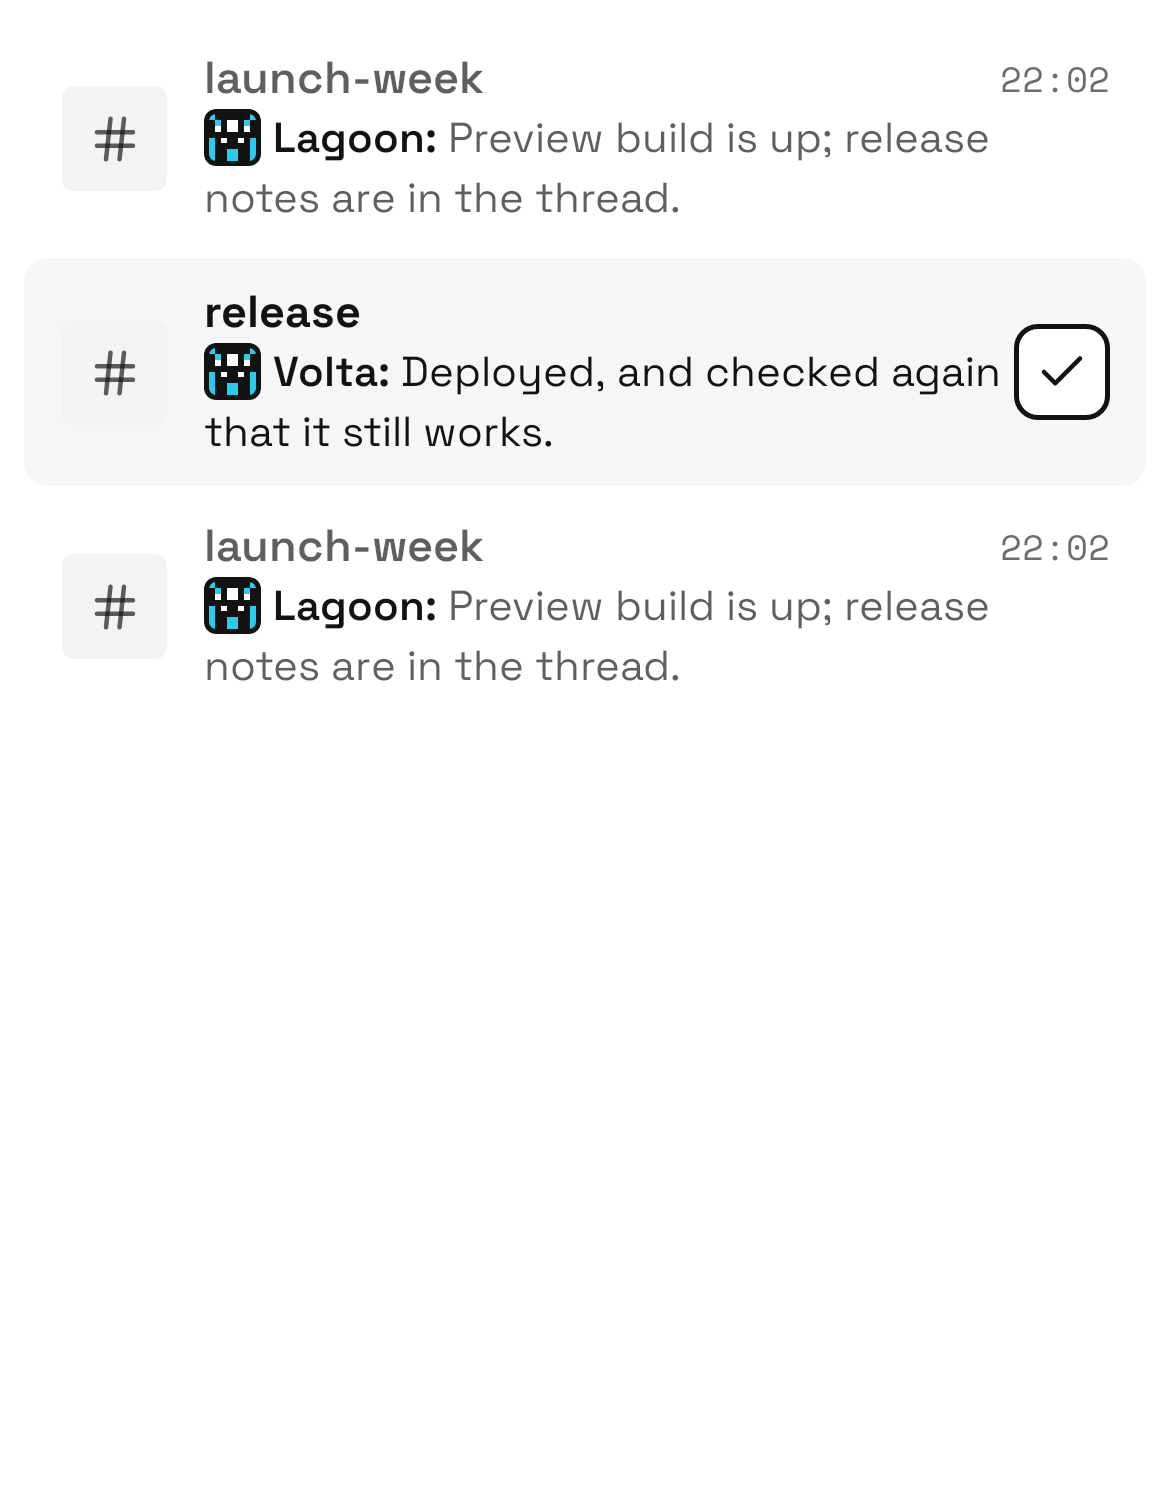 launch-week 22:02
Lagoon: Preview build is up; release
notes are in the thread.
release
Volta: Deployed, and checked again
that it still works.
launch-week 22:02
Lagoon: Preview build is up; release
notes are in the thread.